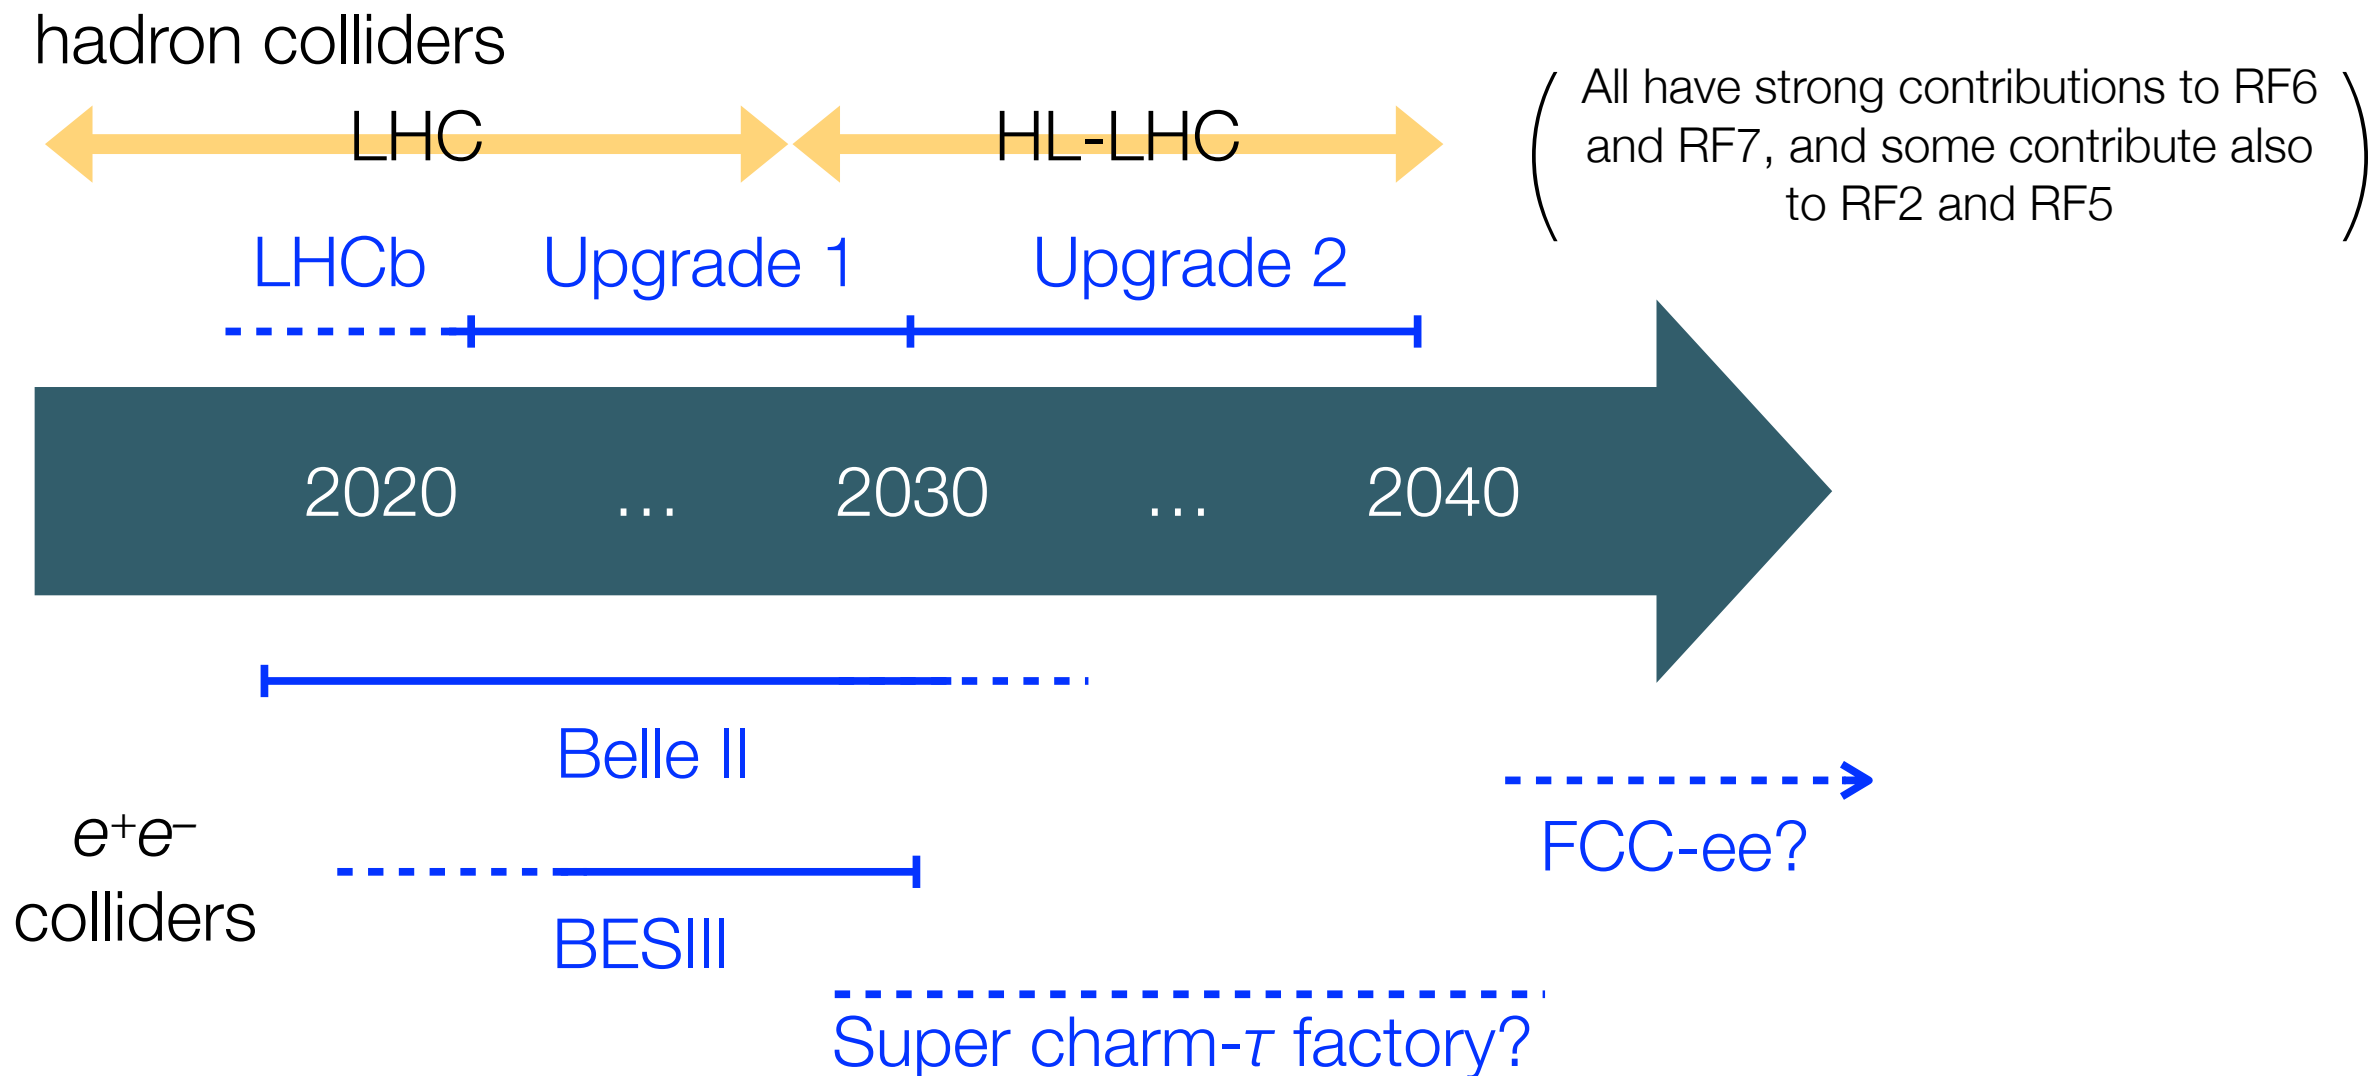 hadron colliders
LHC
HL-LHC
All have strong contributions to RF6
and RF7, and some contribute also
to RF2 and RF5
LHCb
Upgrade 1
Upgrade 2
2020 ... 2030 ... 2040
Belle II
e⁺e⁻
colliders
FCC-ee?
BESIII
Super charm-τ factory?